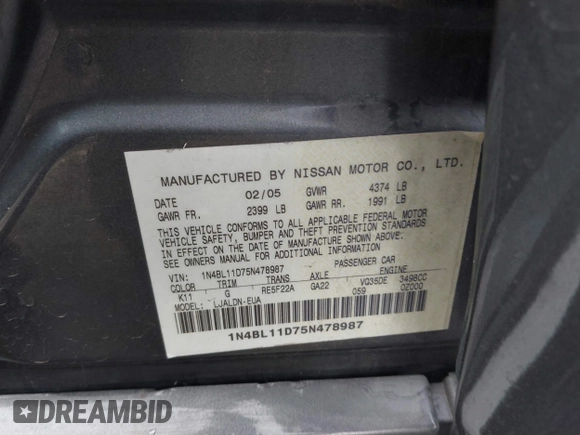 MANUFACTURED BY NISSAN MOTOR CO., LTD.
DATE 02/05 GVWR 4374 LB
GAWR FR. 2399 LB GAWR RR. 1991 LB
THIS VEHICLE CONFORMS TO ALL APPLICABLE FEDERAL MOTOR
VEHICLE SAFETY, BUMPER AND THEFT PREVENTION STANDARDS
IN EFFECT ON THE DATE OF MANUFACTURE SHOWN ABOVE.
SEE OWNERS MANUAL FOR ADDITIONAL INFORMATION
VIN: 1N4BL11D75N478987 PASSENGER CAR
COLOR TRIM TRANS AXLE ENGINE
K11 G RE5F22A GA22 VQ35DE 3498CC
MODEL: LJALDN-EUA 059 0Z000
1N4BL11D75N478987
DREAMBID